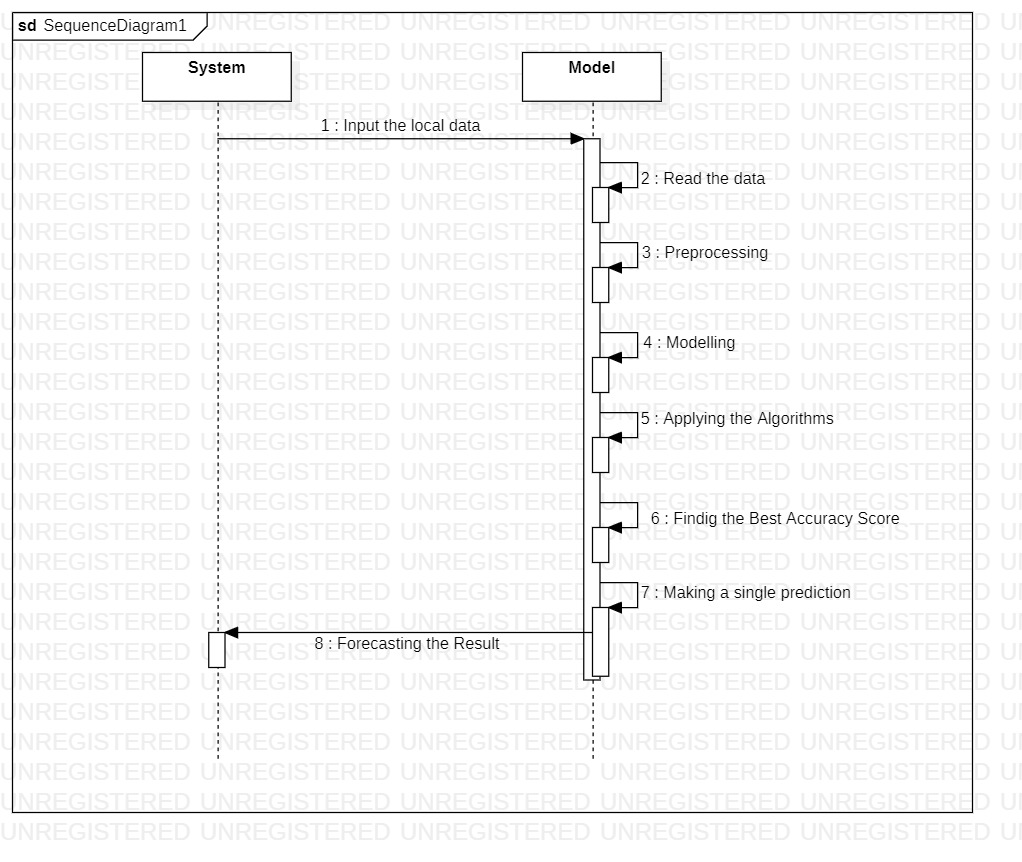 sd SequenceDiagram1
System
Model
1 : Input the local data
2 : Read the data
3 : Preprocessing
4 : Modelling
5 : Applying the Algorithms
6 : Findig the Best Accuracy Score
7 : Making a single prediction
8 : Forecasting the Result
UNREGISTERED